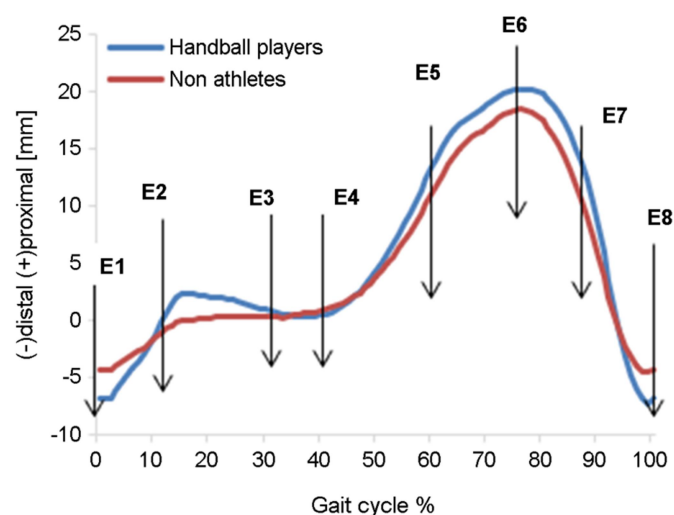 25
20
15
10
5
0
-5
-10
(-)distal (+)proximal [mm]
Handball players
Non athletes
E1
E2
E3
E4
E5
E6
E7
E8
0 10 20 30 40 50 60 70 80 90 100
Gait cycle %